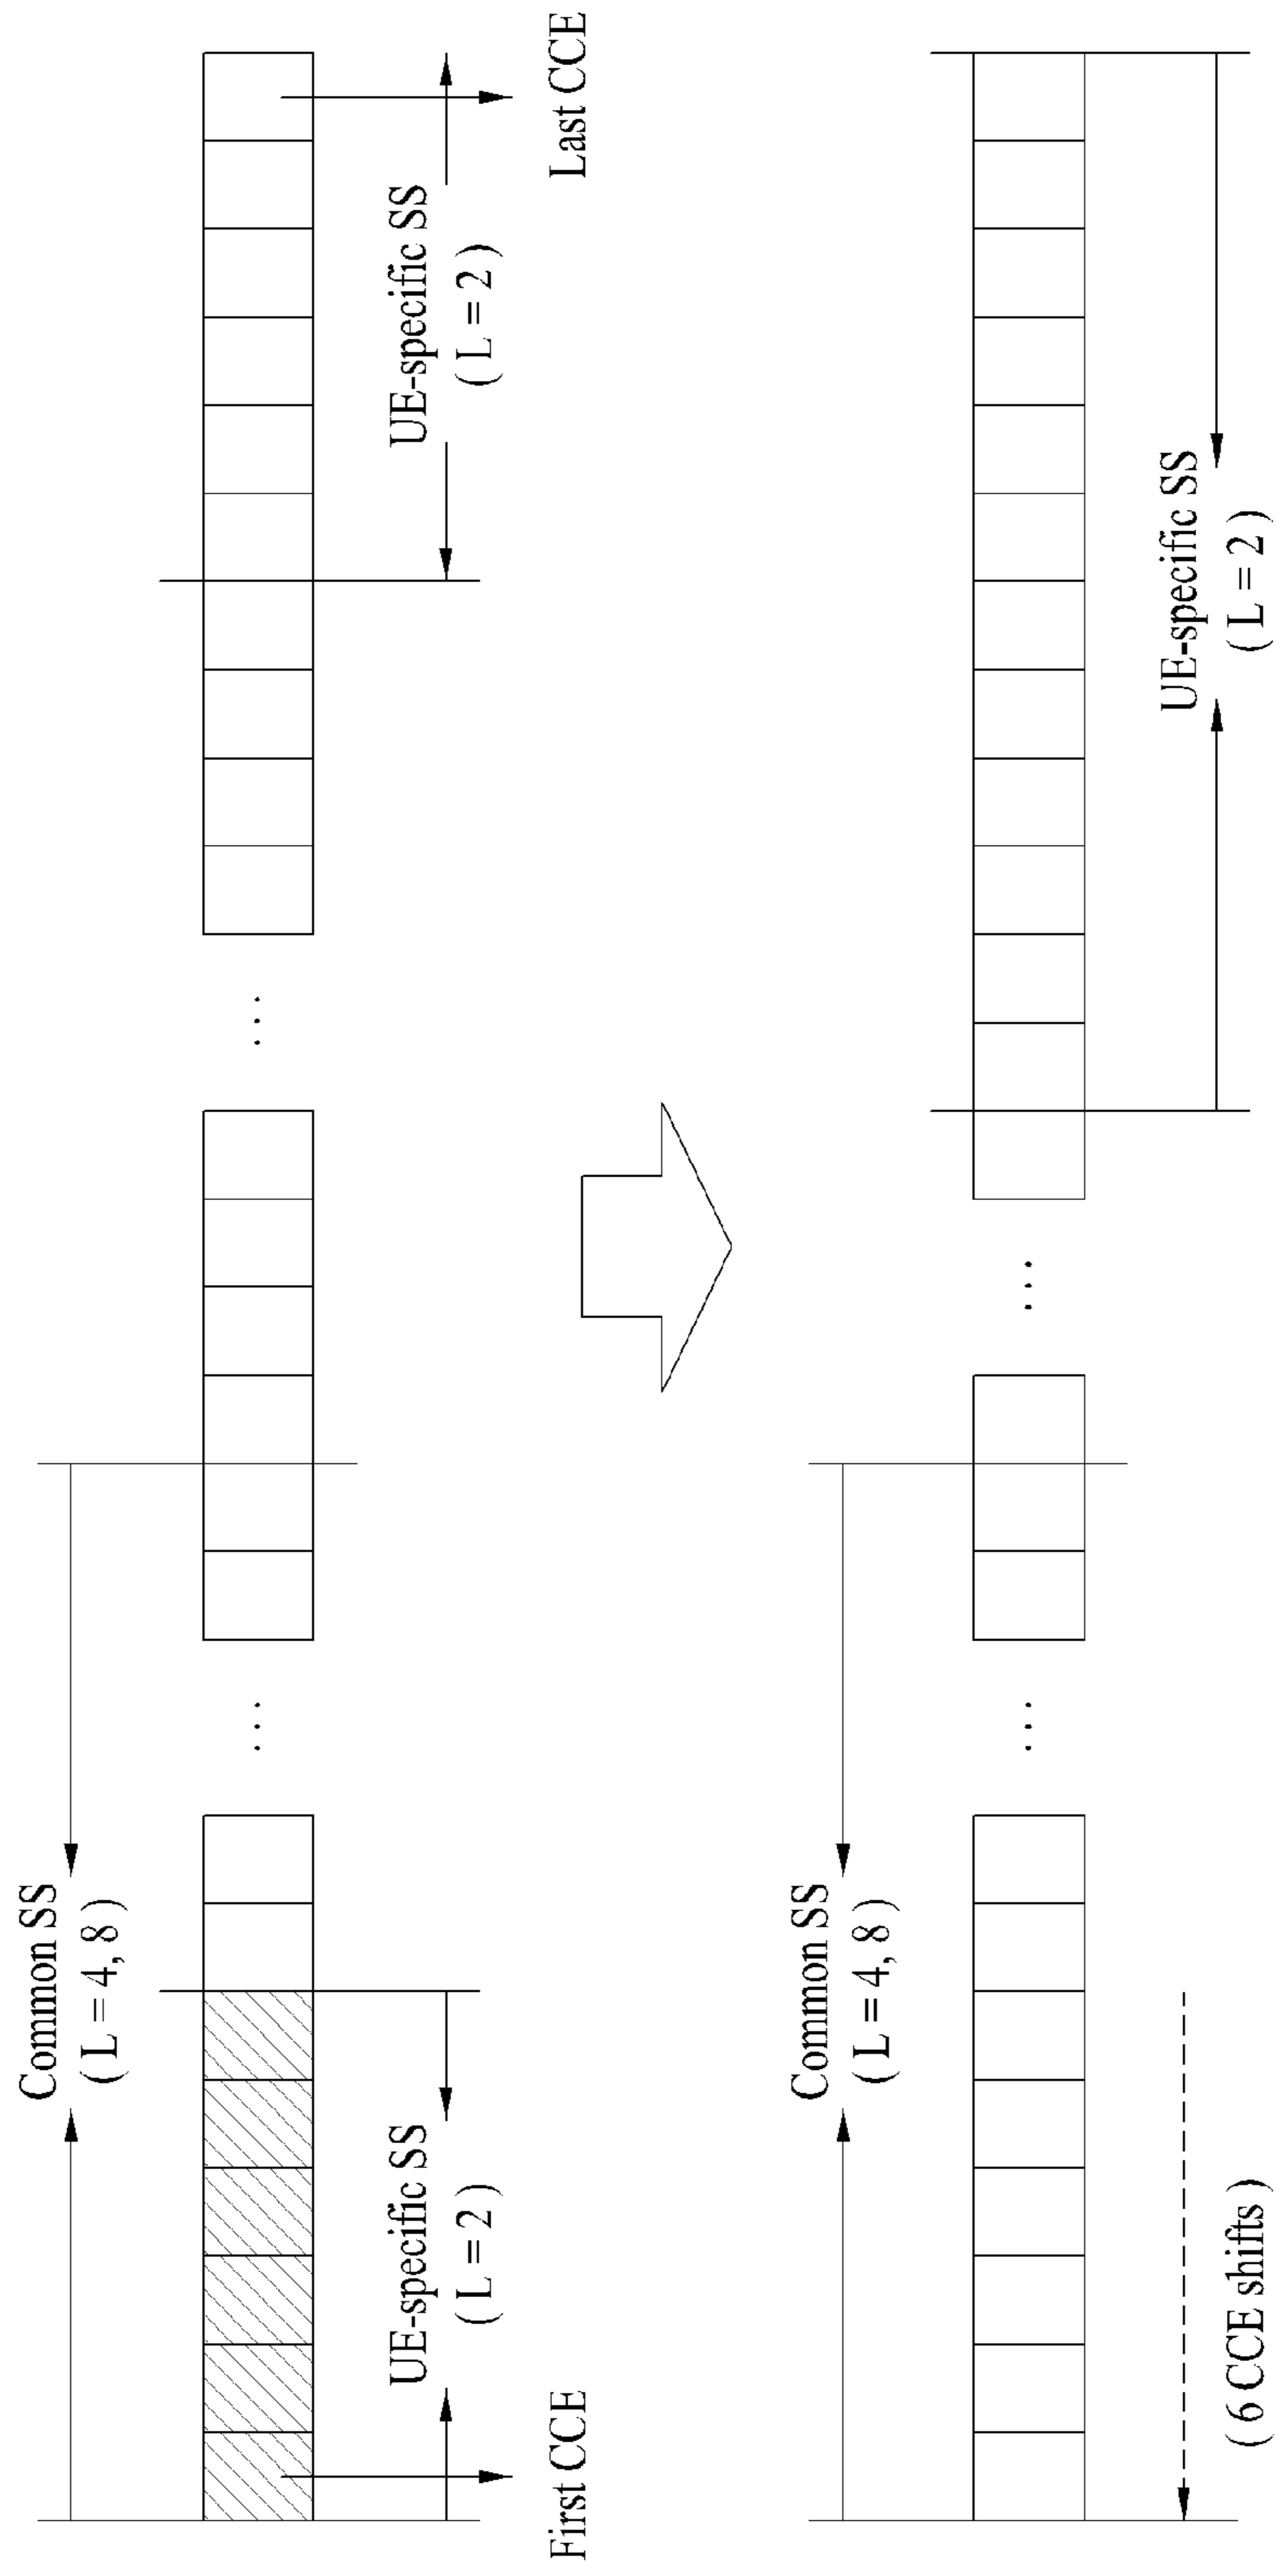 Common SS
( L = 4, 8 )
UE-specific SS
( L = 2 )
UE-specific SS
( L = 2 )
First CCE
Last CCE
Common SS
( L = 4, 8 )
UE-specific SS
( L = 2 )
( 6 CCE shifts )